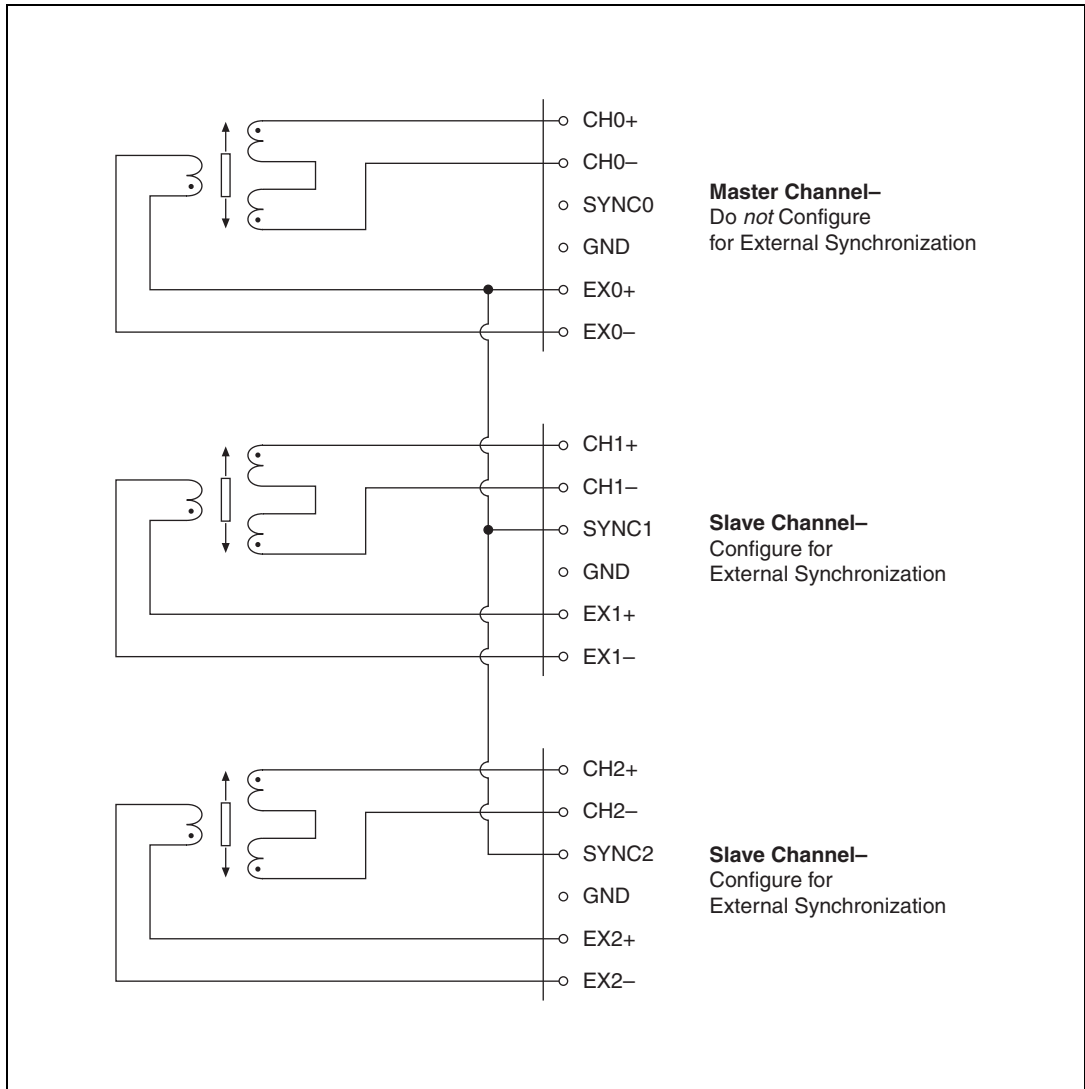 CH0+
CH0–
SYNC0
GND
EX0+
EX0–
Master Channel–
Do not Configure
for External Synchronization
CH1+
CH1–
SYNC1
GND
EX1+
EX1–
Slave Channel–
Configure for
External Synchronization
CH2+
CH2–
SYNC2
GND
EX2+
EX2–
Slave Channel–
Configure for
External Synchronization